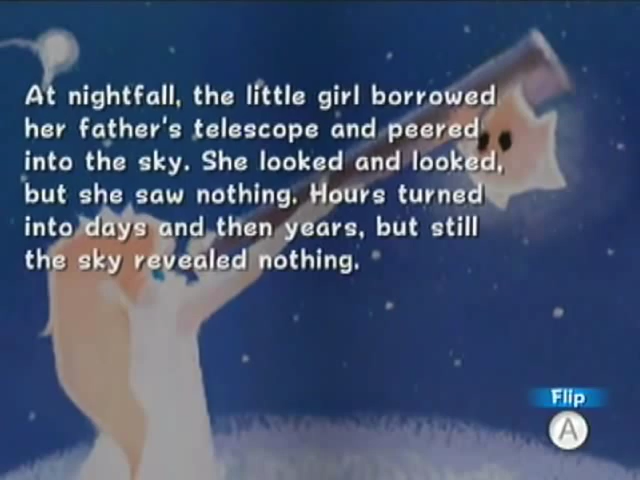 At nightfall, the little girl borrowed
her father's telescope and peered
into the sky. She looked and looked,
but she saw nothing. Hours turned
into days and then years, but still
the sky revealed nothing.
Flip
A